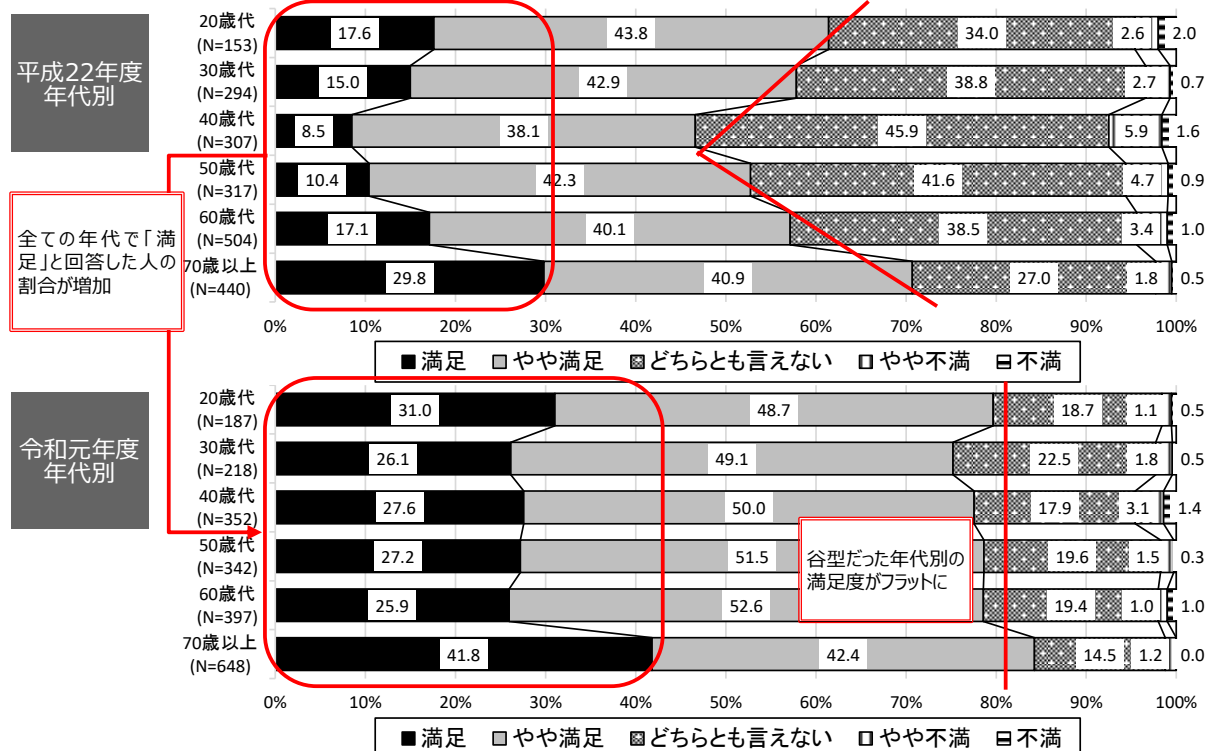 平成22年度
年代別
20歳代
(N=153)
17.6
43.8
34.0
2.6
2.0
30歳代
(N=294)
15.0
42.9
38.8
2.7
0.7
40歳代
(N=307)
8.5
38.1
45.9
5.9
1.6
50歳代
(N=317)
10.4
42.3
41.6
4.7
0.9
60歳代
(N=504)
17.1
40.1
38.5
3.4
1.0
70歳以上
(N=440)
29.8
40.9
27.0
1.8
0.5
0% 10% 20% 30% 40% 50% 60% 70% 80% 90% 100%
満足 やや満足 どちらとも言えない やや不満 不満
全ての年代で「満
足」と回答した人の
割合が増加
令和元年度
年代別
20歳代
(N=187)
31.0
48.7
18.7
1.1
0.5
30歳代
(N=218)
26.1
49.1
22.5
1.8
0.5
40歳代
(N=352)
27.6
50.0
17.9
3.1
1.4
50歳代
(N=342)
27.2
51.5
19.6
1.5
0.3
60歳代
(N=397)
25.9
52.6
19.4
1.0
1.0
70歳以上
(N=648)
41.8
42.4
14.5
1.2
0.0
谷型だった年代別の
満足度がフラットに
0% 10% 20% 30% 40% 50% 60% 70% 80% 90% 100%
満足 やや満足 どちらとも言えない やや不満 不満